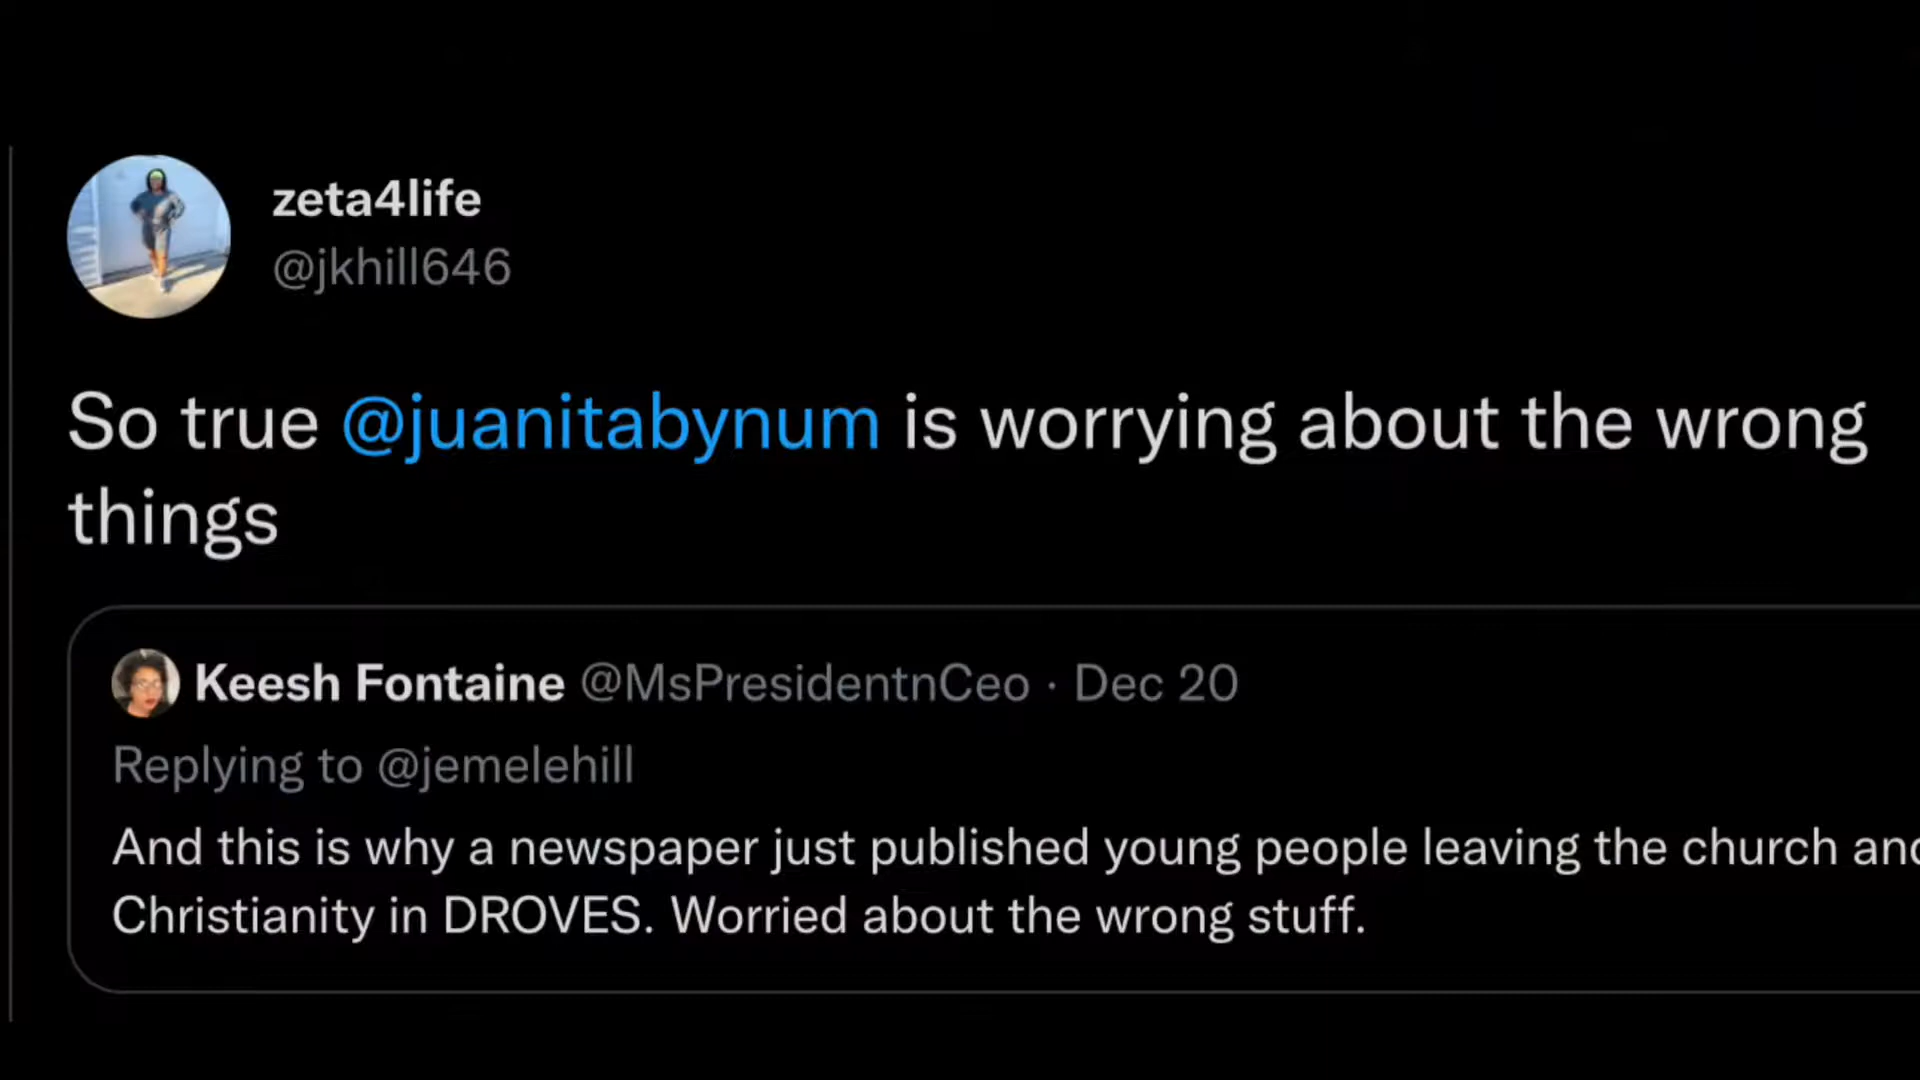 zeta4life
@jkhill646
So true @juanitabynum is worrying about the wrong
things
Keesh Fontaine @MsPresidentnCeo · Dec 20
Replying to @jemelehill
And this is why a newspaper just published young people leaving the church and
Christianity in DROVES. Worried about the wrong stuff.